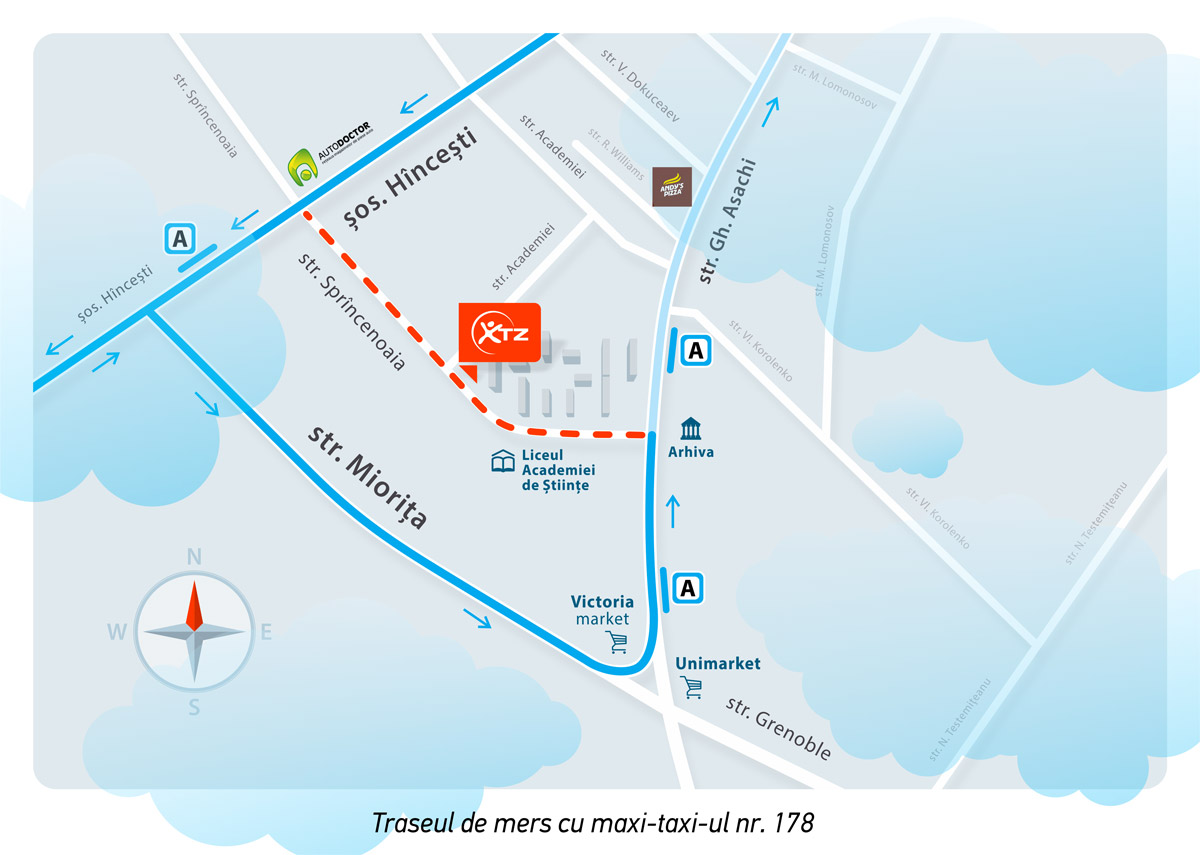 str. Sprîncenoaia
AUTODOCTOR
șos. Hîncești
str. V. Dokuceaev
str. M. Lomonosov
str. Academiei
str. R. Williams
ANDY'S
PIZZA
str. Gh. Asachi
A
șos. Hîncești
str. Sprîncenoaia
str. Academiei
XTZ
str. M. Lomonosov
str. Vl. Korolenko
A
Arhiva
Liceul
Academiei
de Științe
str. Miorița
str. Vl. Korolenko
str. N. Testemițeanu
N
W
E
S
A
Victoria
market
Unimarket
str. Grenoble
str. N. Testemițeanu
Traseul de mers cu maxi-taxi-ul nr. 178